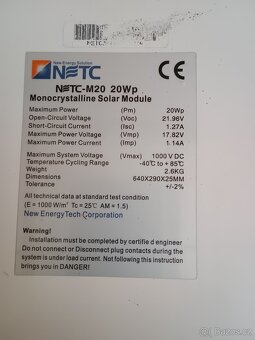 New Energy Solution
NETC
CE
NETC-M20 20Wp
Monocrystalline Solar Module
Maximum Power (Pm) 20Wp
Open-Circuit Voltage (Voc) 21.96V
Short-Circuit Current (Isc) 1.27A
Maximum Power Voltage (Vmp) 17.82V
Maximum Power Current (Imp) 1.14A
Maximum System Voltage (Vmax) 1000 V DC
Temperature Cycling Range -40°C to + 85°C
Weight 2.6KG
Dimensions 640X290X25MM
Tolerance +/-2%
All technical data at standard test condition
(E = 1000 W/m² Tc = 25°C AM = 1.5)
New EnergyTech Corporation
Warning!
Installation must be completed by certifie d engineer
Do not connect or Disconnect plug contacts during the
system is under load current. Not following this instruction
brings you in DANGER!